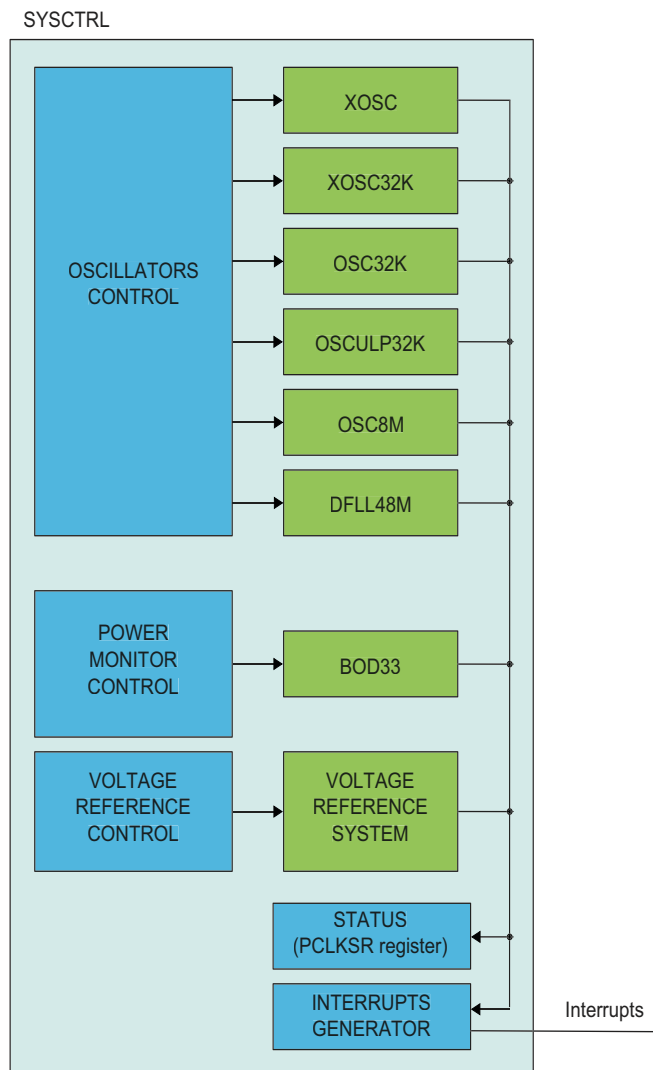 SYSCTRL
XOSC
XOSC32K
OSCILLATORS
CONTROL
OSC32K
OSCULP32K
OSC8M
DFLL48M
POWER
MONITOR
CONTROL
BOD33
VOLTAGE
REFERENCE
CONTROL
VOLTAGE
REFERENCE
SYSTEM
STATUS
(PCLKSR register)
INTERRUPTS
GENERATOR
Interrupts